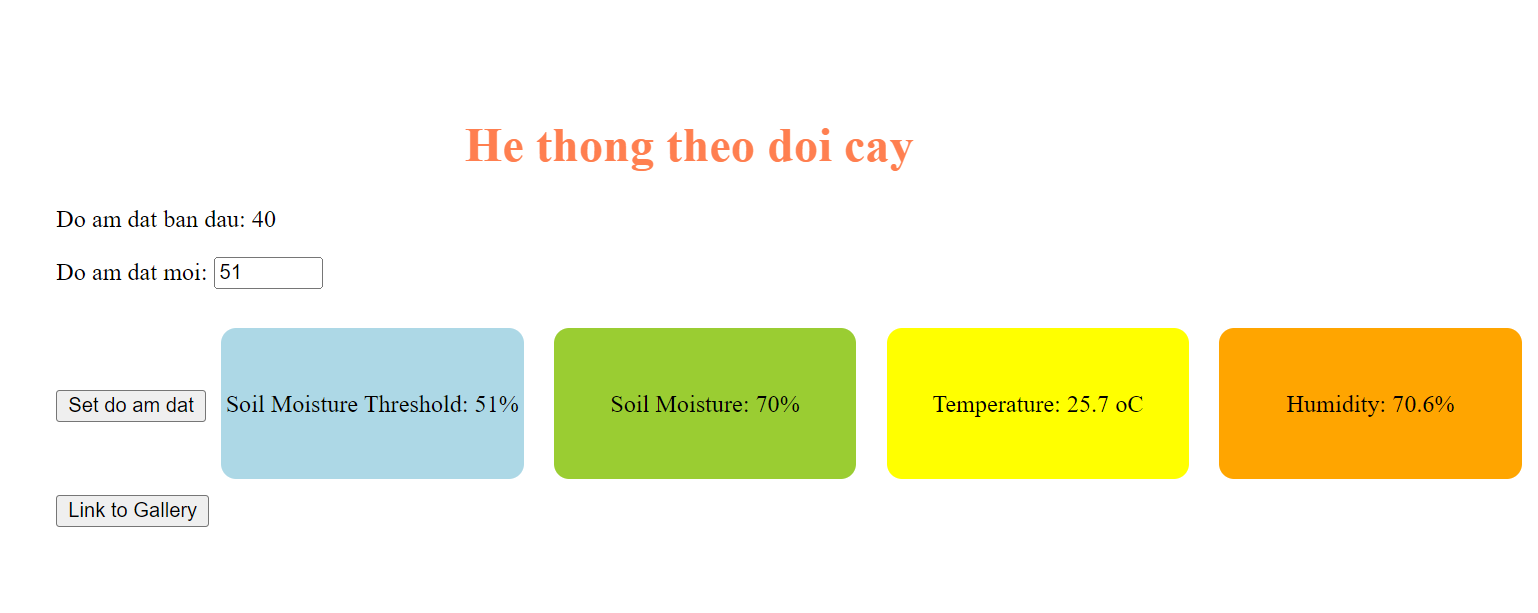 He thong theo doi cay
Do am dat ban dau: 40
Do am dat moi: 51
Set do am dat
Soil Moisture Threshold: 51%
Soil Moisture: 70%
Temperature: 25.7 oC
Humidity: 70.6%
Link to Gallery